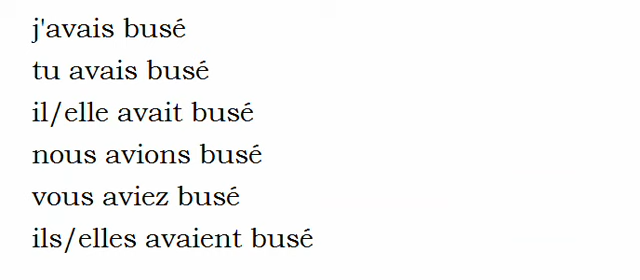 j'avais busé
tu avais busé
il/elle avait busé
nous avions busé
vous aviez busé
ils/elles avaient busé